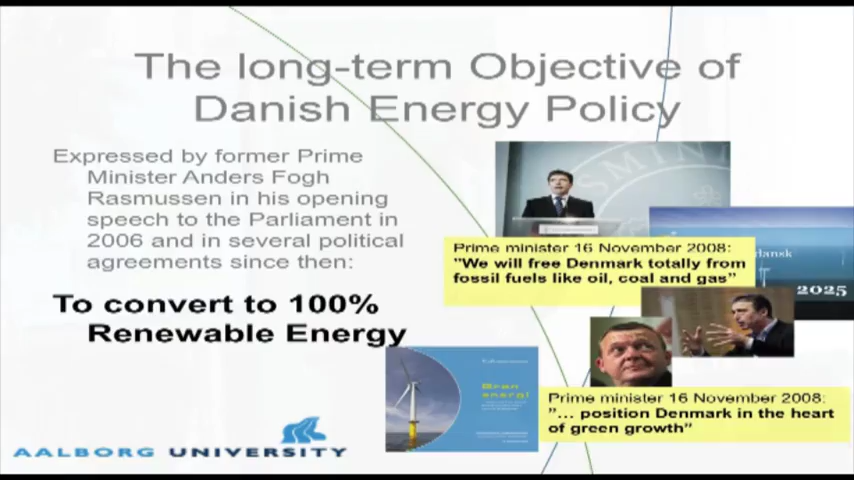 The long-term Objective of
Danish Energy Policy
Expressed by former Prime
Minister Anders Fogh
Rasmussen in his opening
speech to the Parliament in
2006 and in several political
agreements since then:
To convert to 100%
Renewable Energy
Prime minister 16 November 2008:
"We will free Denmark totally from
fossil fuels like oil, coal and gas"
dansk
2025
Prime minister 16 November 2008:
"... position Denmark in the heart
of green growth"
AALBORG UNIVERSITY